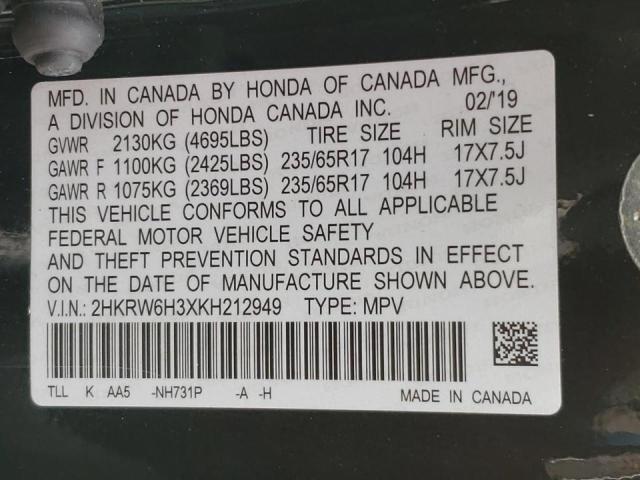 MFD. IN CANADA BY HONDA OF CANADA MFG.,
A DIVISION OF HONDA CANADA INC. 02/'19
GVWR 2130KG (4695LBS) TIRE SIZE RIM SIZE
GAWR F 1100KG (2425LBS) 235/65R17 104H 17X7.5J
GAWR R 1075KG (2369LBS) 235/65R17 104H 17X7.5J
THIS VEHICLE CONFORMS TO ALL APPLICABLE
FEDERAL MOTOR VEHICLE SAFETY
AND THEFT PREVENTION STANDARDS IN EFFECT
ON THE DATE OF MANUFACTURE SHOWN ABOVE.
V.I.N.: 2HKRW6H3XKH212949 TYPE: MPV
TLL K AA5 -NH731P -A -H MADE IN CANADA